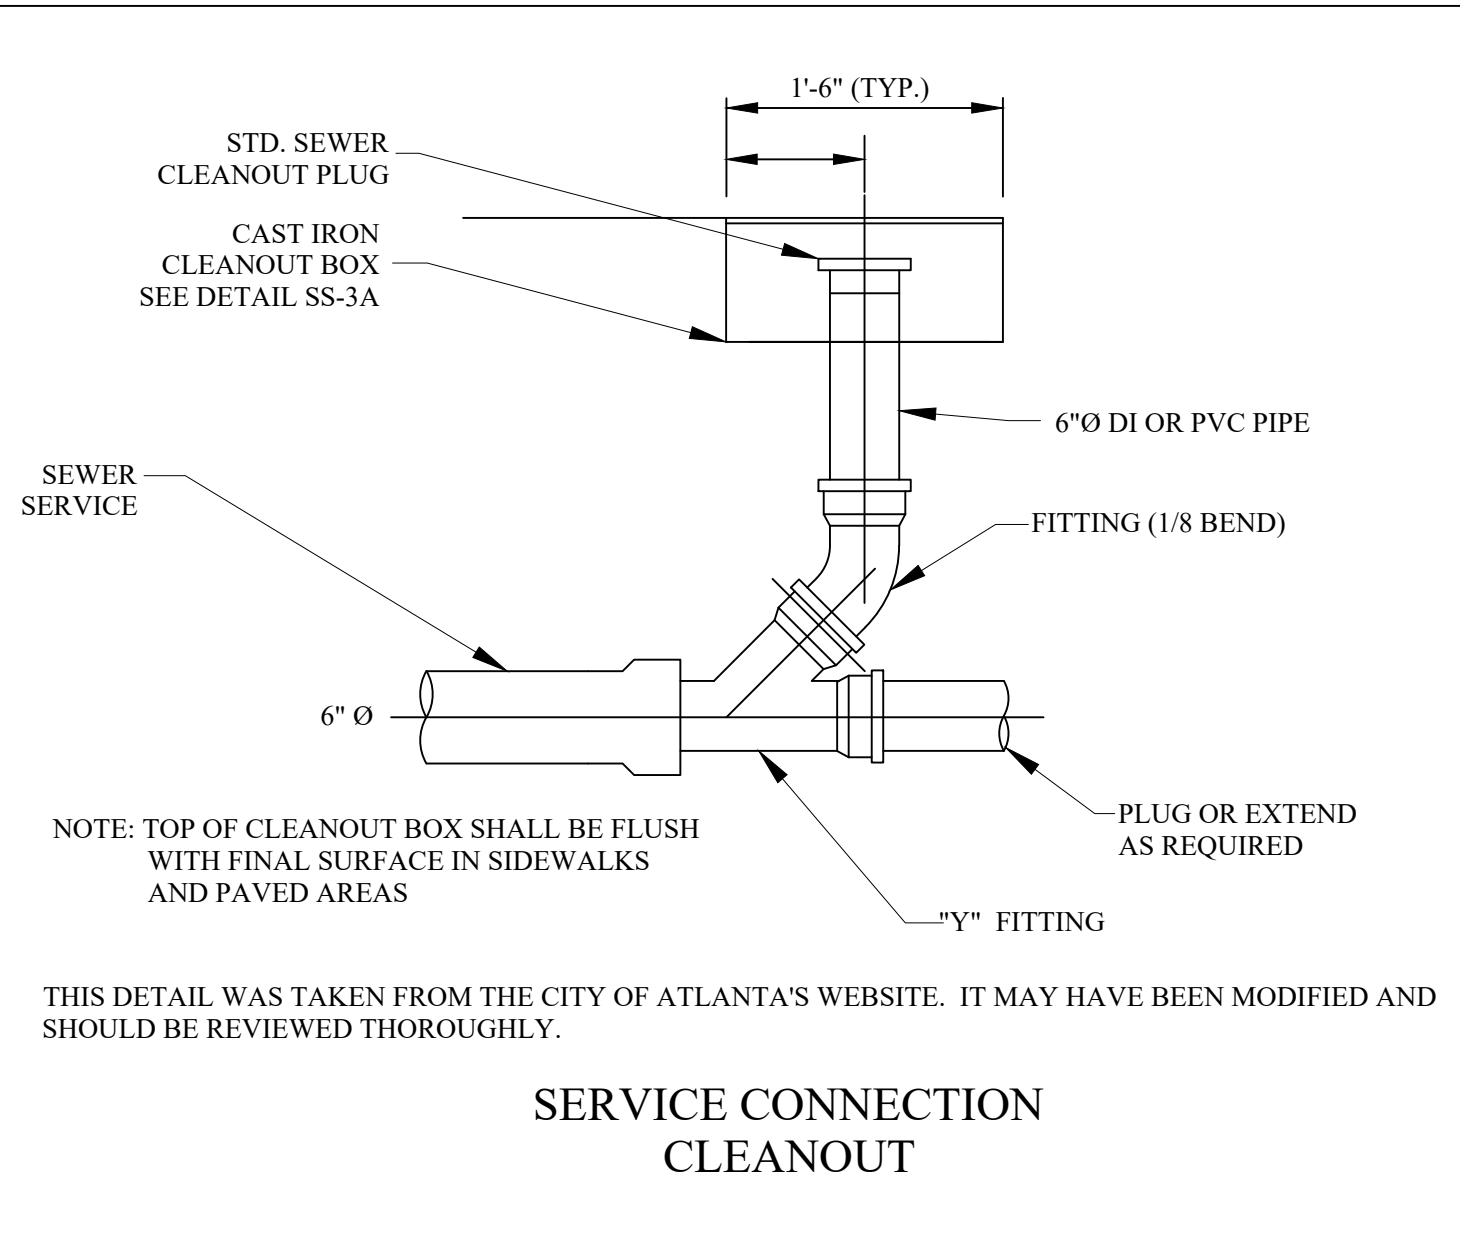 1'-6" (TYP.)
STD. SEWER
CLEANOUT PLUG
CAST IRON
CLEANOUT BOX
SEE DETAIL SS-3A
6"Ø DI OR PVC PIPE
SEWER
SERVICE
FITTING (1/8 BEND)
6" Ø
PLUG OR EXTEND
AS REQUIRED
NOTE: TOP OF CLEANOUT BOX SHALL BE FLUSH
WITH FINAL SURFACE IN SIDEWALKS
AND PAVED AREAS
"Y" FITTING
THIS DETAIL WAS TAKEN FROM THE CITY OF ATLANTA'S WEBSITE. IT MAY HAVE BEEN MODIFIED AND
SHOULD BE REVIEWED THOROUGHLY.
SERVICE CONNECTION
CLEANOUT